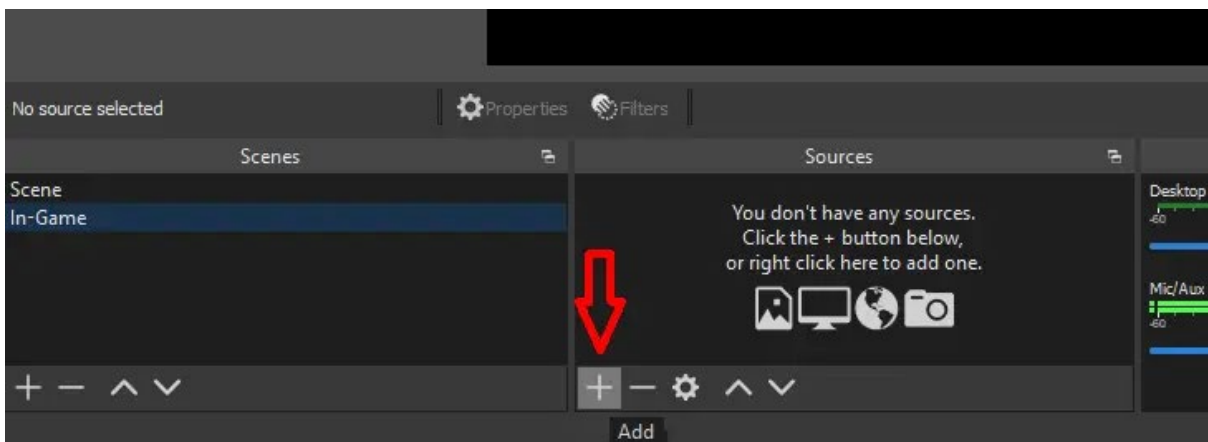 No source selected
Properties
Filters
Scenes
Sources
Scene
In-Game
You don't have any sources.
Click the + button below,
or right click here to add one.
Desktop
-60
Mic/Aux
-60
Add